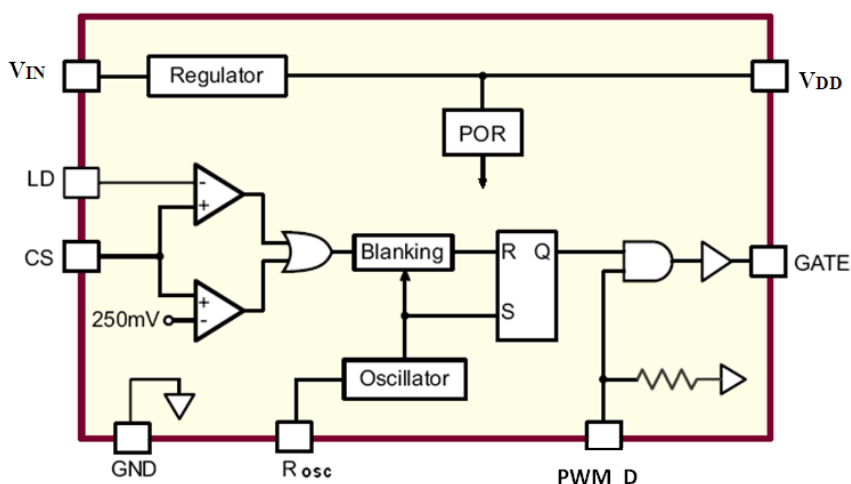 VIN
Regulator
VDD
POR
LD
-
+
CS
Blanking
R Q
GATE
+
250mV
-
S
Oscillator
GND
Rosc
PWM_D